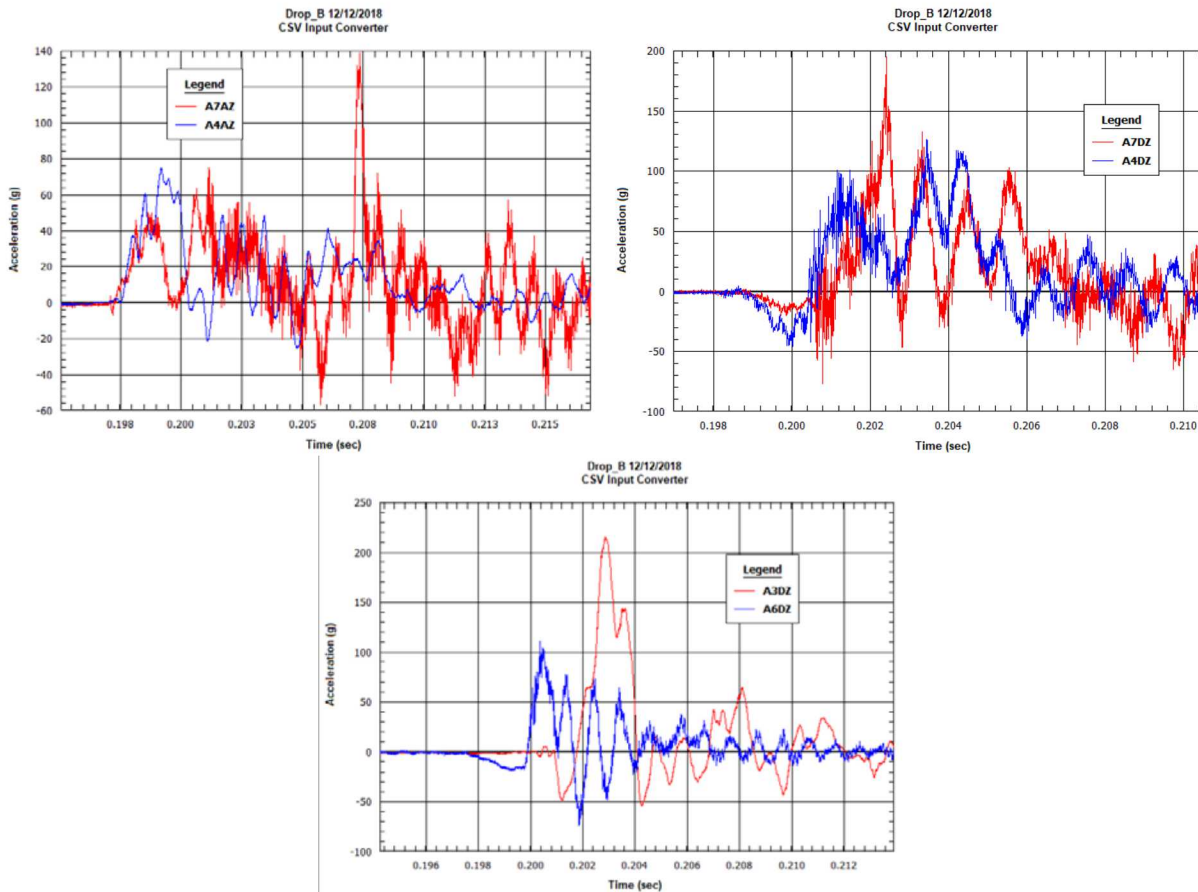 Drop_B 12/12/2018
CSV Input Converter
140
120
100
80
60
40
20
0
-20
-40
-60
Acceleration (g)
Legend
A7AZ
A4AZ
0.198 0.200 0.203 0.205 0.208 0.210 0.213 0.215
Time (sec)
Drop_B 12/12/2018
CSV Input Converter
200
150
100
50
0
-50
-100
Acceleration (g)
Legend
A7DZ
A4DZ
0.198 0.200 0.202 0.204 0.206 0.208 0.210
Time (sec)
Drop_B 12/12/2018
CSV Input Converter
250
200
150
100
50
0
-50
-100
Acceleration (g)
Legend
A3DZ
A6DZ
0.196 0.198 0.200 0.202 0.204 0.206 0.208 0.210 0.212
Time (sec)